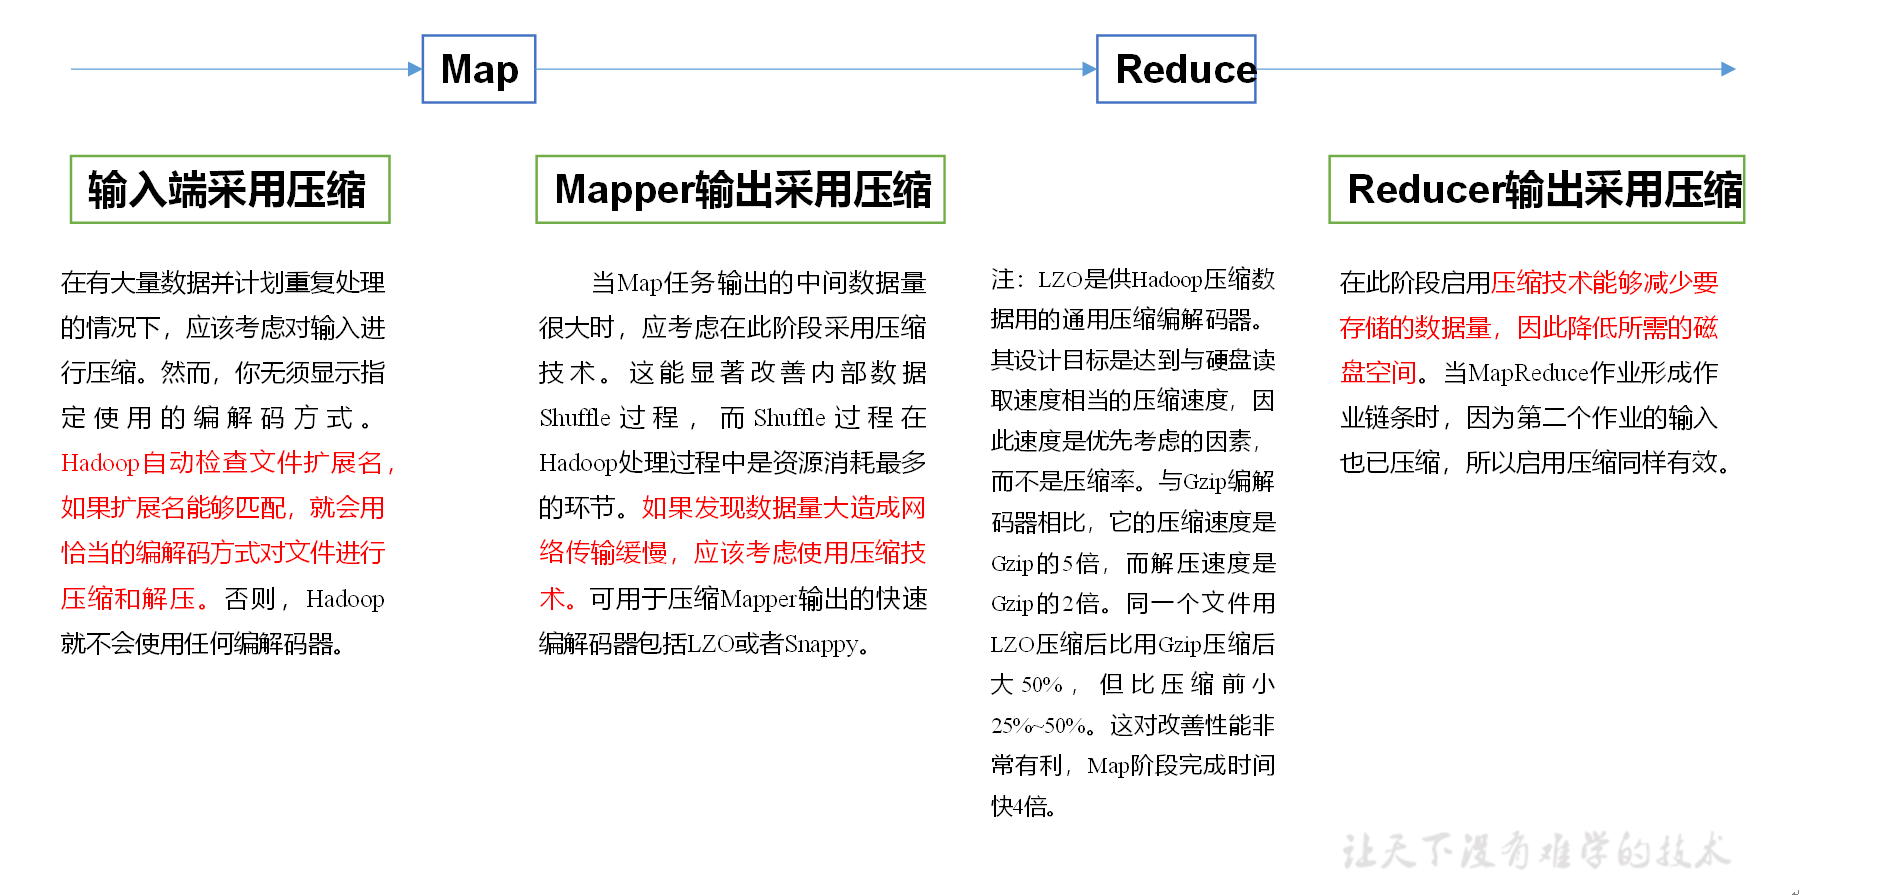 Map
Reduce
输入端采用压缩
Mapper输出采用压缩
Reducer输出采用压缩
在有大量数据并计划重复处理
的情况下，应该考虑对输入进
行压缩。然而，你无须显示指
定使用的编解码方式。
Hadoop自动检查文件扩展名，
如果扩展名能够匹配，就会用
恰当的编解码方式对文件进行
压缩和解压。否则，Hadoop
就不会使用任何编解码器。
当Map任务输出的中间数据量
很大时，应考虑在此阶段采用压缩
技术。这能显著改善内部数据
Shuffle过程，而Shuffle过程在
Hadoop处理过程中是资源消耗最多
的环节。如果发现数据量大造成网
络传输缓慢，应该考虑使用压缩技
术。可用于压缩Mapper输出的快速
编解码器包括LZO或者Snappy。
注：LZO是供Hadoop压缩数
据用的通用压缩编解码器。
其设计目标是达到与硬盘读
取速度相当的压缩速度，因
此速度是优先考虑的因素，
而不是压缩率。与Gzip编解
码器相比，它的压缩速度是
Gzip的5倍，而解压速度是
Gzip的2倍。同一个文件用
LZO压缩后比用Gzip压缩后
大50%，但比压缩前小
25%~50%。这对改善性能非
常有利，Map阶段完成时间
快4倍。
在此阶段启用压缩技术能够减少要
存储的数据量，因此降低所需的磁
盘空间。当MapReduce作业形成作
业链条时，因为第二个作业的输入
也已压缩，所以启用压缩同样有效。
让天下没有难学的技术